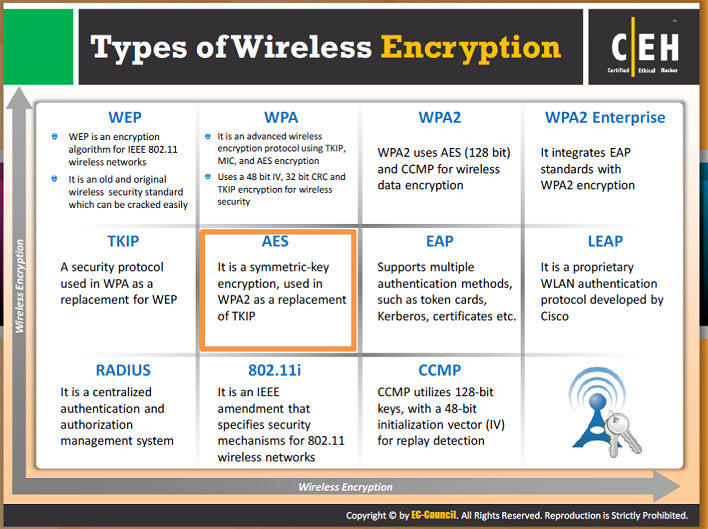 Types of Wireless Encryption
C|EH
™
Certified Ethical Hacker
WEP
WEP is an encryption
algorithm for IEEE 802.11
wireless networks
It is an old and original
wireless security standard
which can be cracked easily
WPA
It is an advanced wireless
encryption protocol using TKIP,
MIC, and AES encryption
Uses a 48 bit IV, 32 bit CRC and
TKIP encryption for wireless
security
WPA2
WPA2 uses AES (128 bit)
and CCMP for wireless
data encryption
WPA2 Enterprise
It integrates EAP
standards with
WPA2 encryption
TKIP
A security protocol
used in WPA as a
replacement for WEP
AES
It is a symmetric-key
encryption, used in
WPA2 as a replacement
of TKIP
EAP
Supports multiple
authentication methods,
such as token cards,
Kerberos, certificates etc.
LEAP
It is a proprietary
WLAN authentication
protocol developed by
Cisco
RADIUS
It is a centralized
authentication and
authorization
management system
802.11i
It is an IEEE
amendment that
specifies security
mechanisms for 802.11
wireless networks
CCMP
CCMP utilizes 128-bit
keys, with a 48-bit
initialization vector (IV)
for replay detection
Wireless Encryption
Wireless Encryption
Copyright © by EC-Council. All Rights Reserved. Reproduction is Strictly Prohibited.